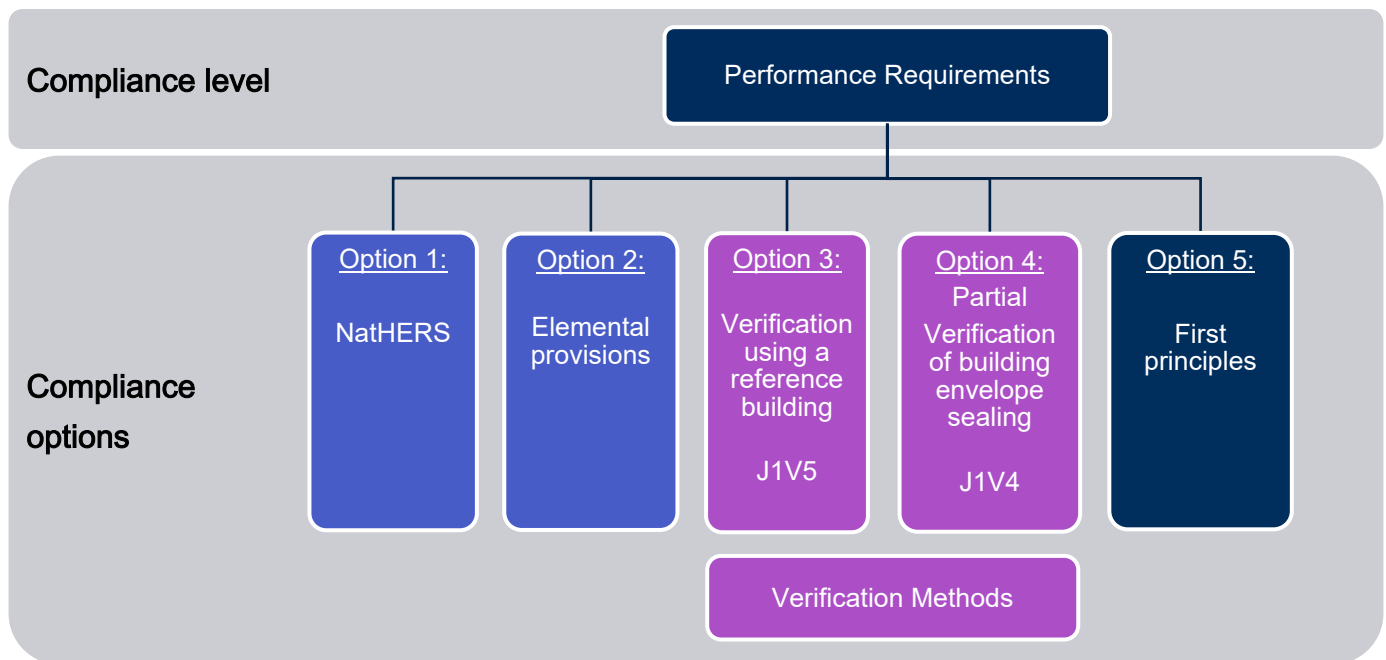 Compliance level
Performance Requirements
Compliance
options
Option 1:
NatHERS
Option 2:
Elemental
provisions
Option 3:
Verification
using a
reference
building
J1V5
Option 4:
Partial
Verification
of building
envelope
sealing
J1V4
Option 5:
First
principles
Verification Methods